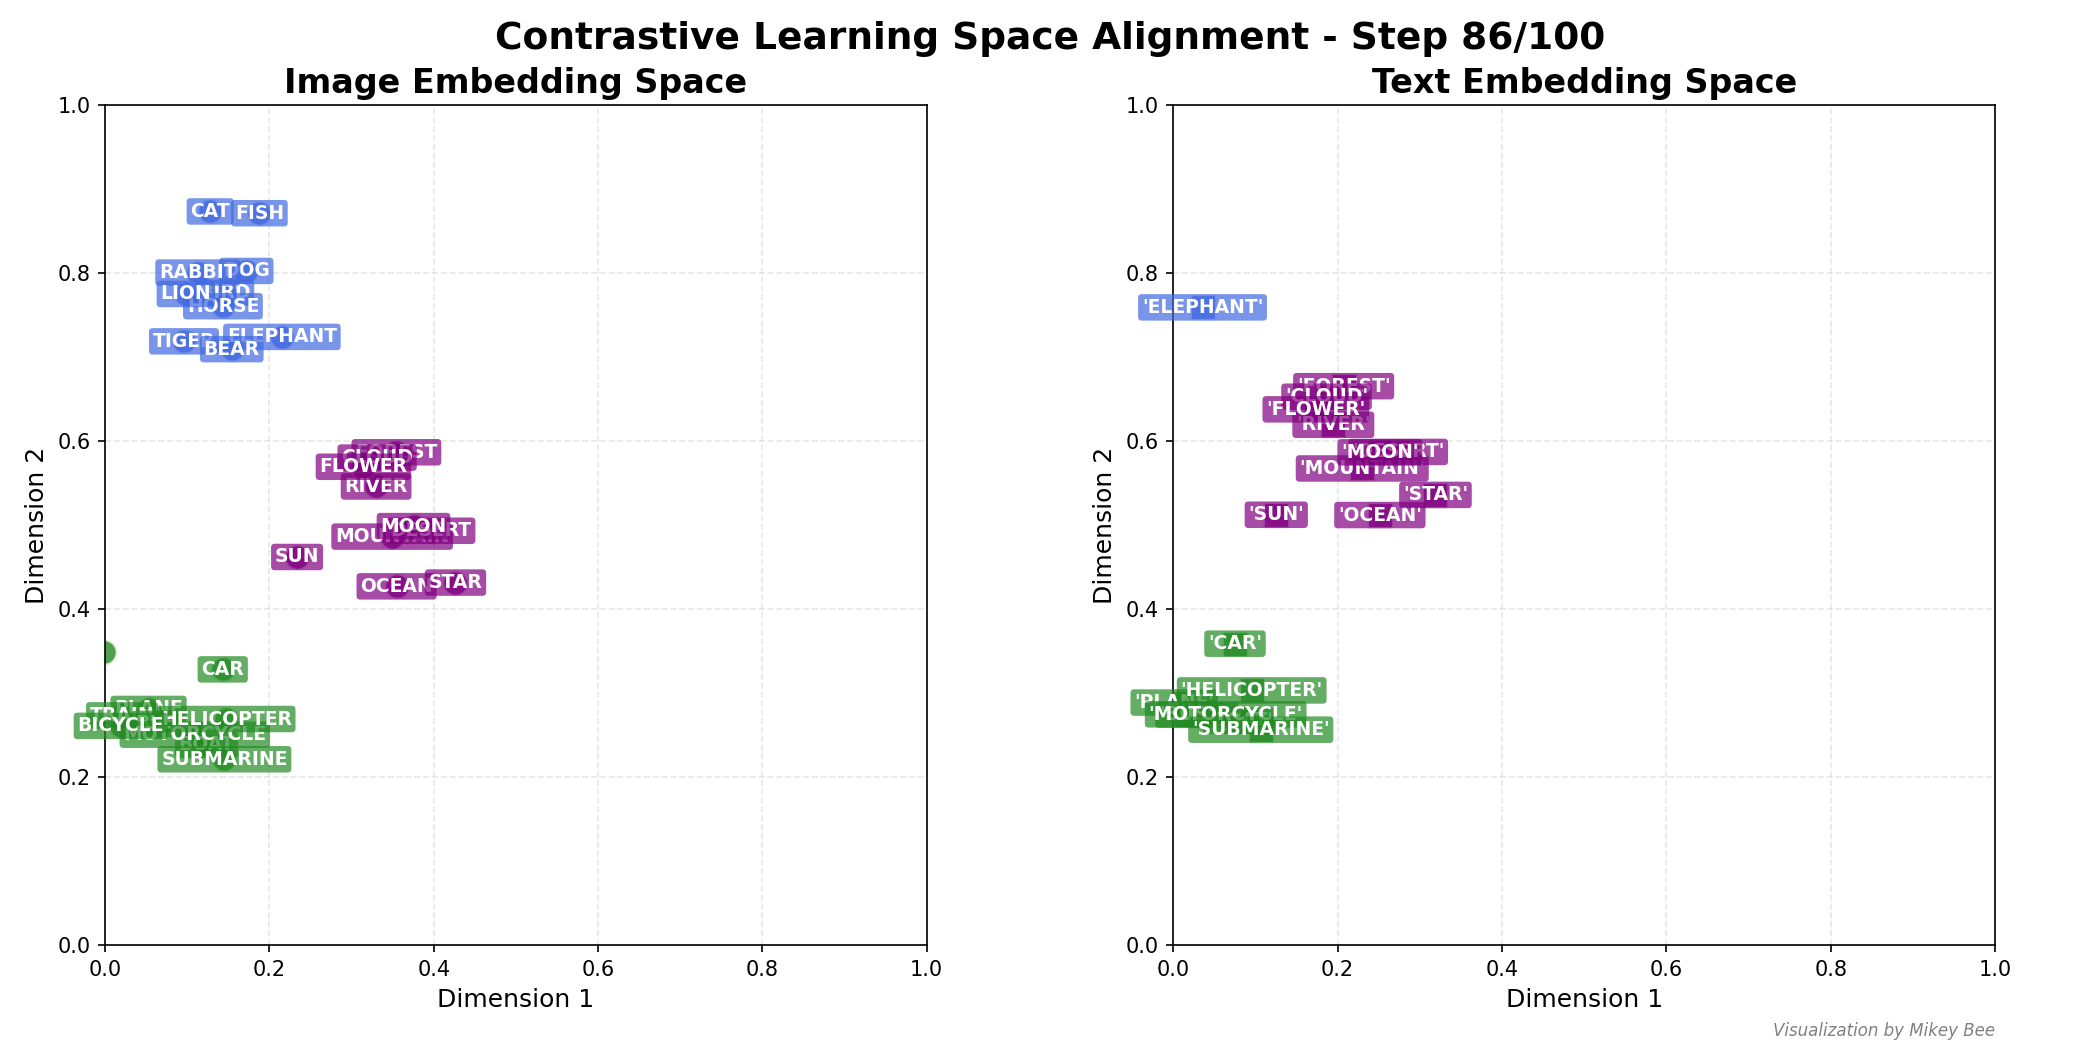 Contrastive Learning Space Alignment - Step 86/100
Image Embedding Space
1.0
0.8
0.6
0.4
0.2
0.0
Dimension 2
CAT
FISH
RABBIT
LION
HORSE
ELEPHANT
BEAR
FLOWER
RIVER
MOON
SUN
OCEAN
STAR
CAR
BICYCLE
HELICOPTER
SUBMARINE
0.0 0.2 0.4 0.6 0.8 1.0
Dimension 1
Text Embedding Space
1.0
0.8
0.6
0.4
0.2
0.0
Dimension 2
'ELEPHANT'
'FOREST'
'CLOUD'
'FLOWER'
'RIVER
'MOON
'MOUNTAIN
'STAR'
'SUN'
'OCEAN'
'CAR'
'HELICOPTER'
'MOTORCYCLE'
'SUBMARINE'
0.0 0.2 0.4 0.6 0.8 1.0
Dimension 1
Visualization by Mikey Bee